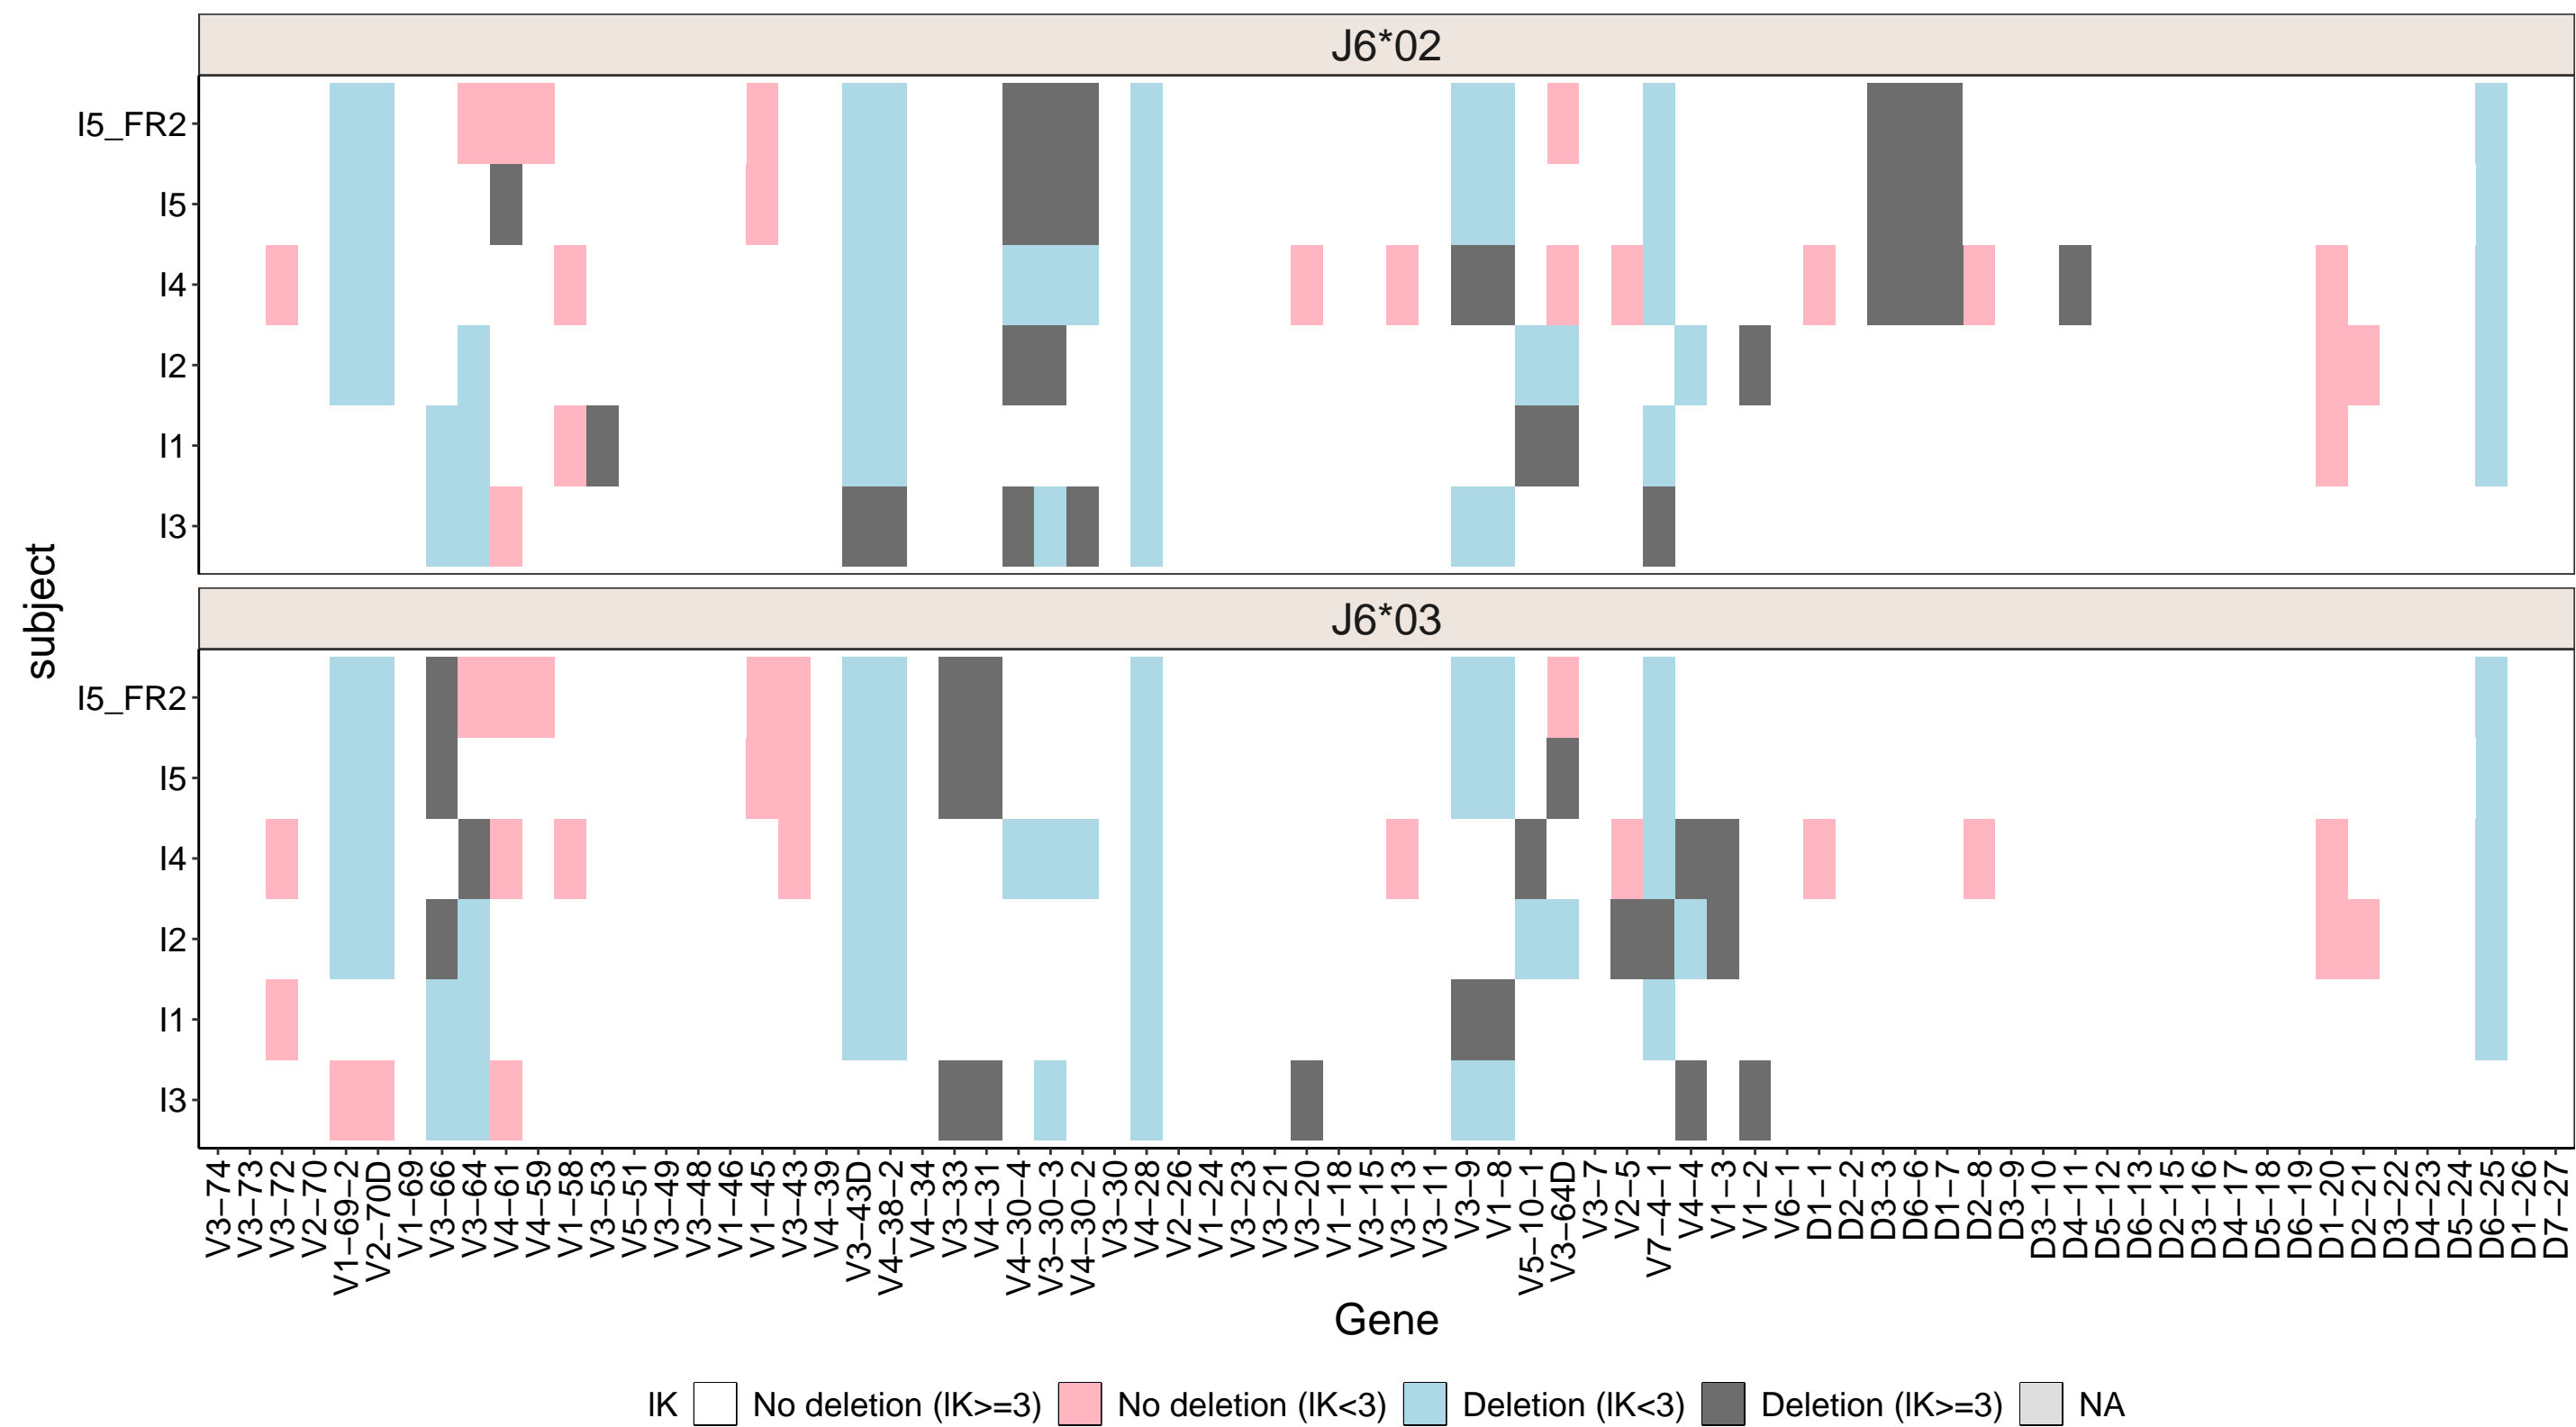 J6*02
I5_FR2
I5
I4
I2
I1
I3
subject
J6*03
I5_FR2
I5
I4
I2
I1
I3
V3−74
V3−73
V3−72
V2−70
V1−69−2
V2−70D
V1−69
V3−66
V3−64
V4−61
V4−59
V1−58
V3−53
V5−51
V3−49
V3−48
V1−46
V1−45
V3−43
V4−39
V3−43D
V4−38−2
V4−34
V3−33
V4−31
V4−30−4
V3−30−3
V4−30−2
V3−30
V4−28
V2−26
V1−24
V3−23
V3−21
V3−20
V1−18
V3−15
V3−13
V3−11
V3−9
V1−8
V5−10−1
V3−64D
V3−7
V2−5
V7−4−1
V4−4
V1−3
V1−2
V6−1
D1−1
D2−2
D3−3
D6−6
D1−7
D2−8
D3−9
D3−10
D4−11
D5−12
D6−13
D2−15
D3−16
D4−17
D5−18
D6−19
D1−20
D2−21
D3−22
D4−23
D5−24
D6−25
D1−26
D7−27
Gene
lK No deletion (lK>=3) No deletion (lK<3) Deletion (lK<3) Deletion (lK>=3) NA